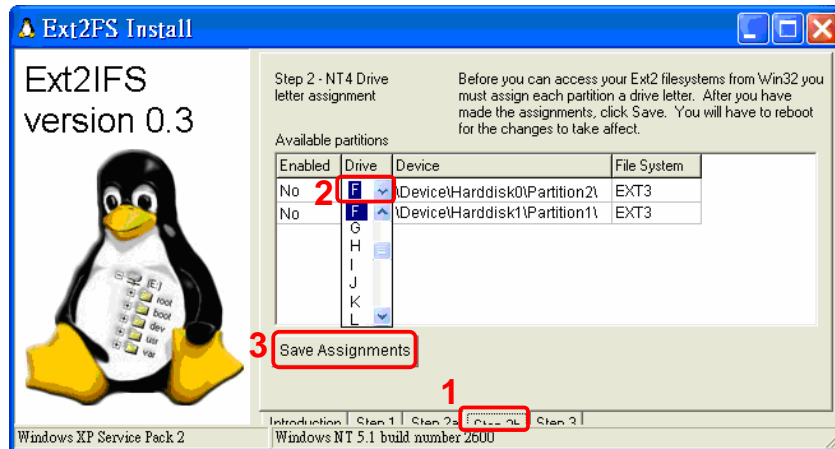 Ext2FS Install
Ext2IFS
version 0.3
Step 2 - NT4 Drive
letter assignment
Before you can access your Ext2 filesystems from Win32 you
must assign each partition a drive letter. After you have
made the assignments, click Save. You will have to reboot
for the changes to take affect.
Available partitions
Enabled Drive Device File System
No 2 F \Device\Harddisk0\Partition2\ EXT3
No F \Device\Harddisk1\Partition1\ EXT3
G
H
I
J
K
L
(E:)
root
boot
dev
usr
var
3 Save Assignments
1
Introduction Step 1 Step 2a Step 2b Step 3
Windows XP Service Pack 2 Windows NT 5.1 build number 2600